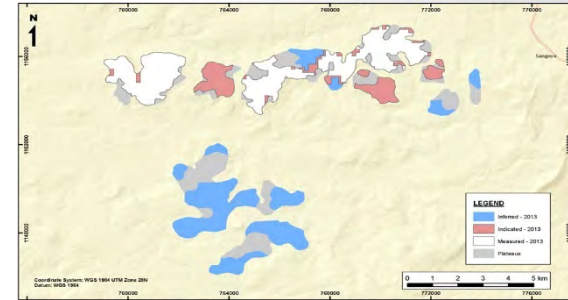 760000 764000 768000 772000 776000
N
Sangaya
LEGEND
Inferred - 2013
Indicated - 2013
Measured - 2013
Plateaux
Coordinate System: WGS 1984 UTM Zone 28N
Datum: WGS 1984
0 1 2 3 4 5 km
760000 764000 768000 772000 776000